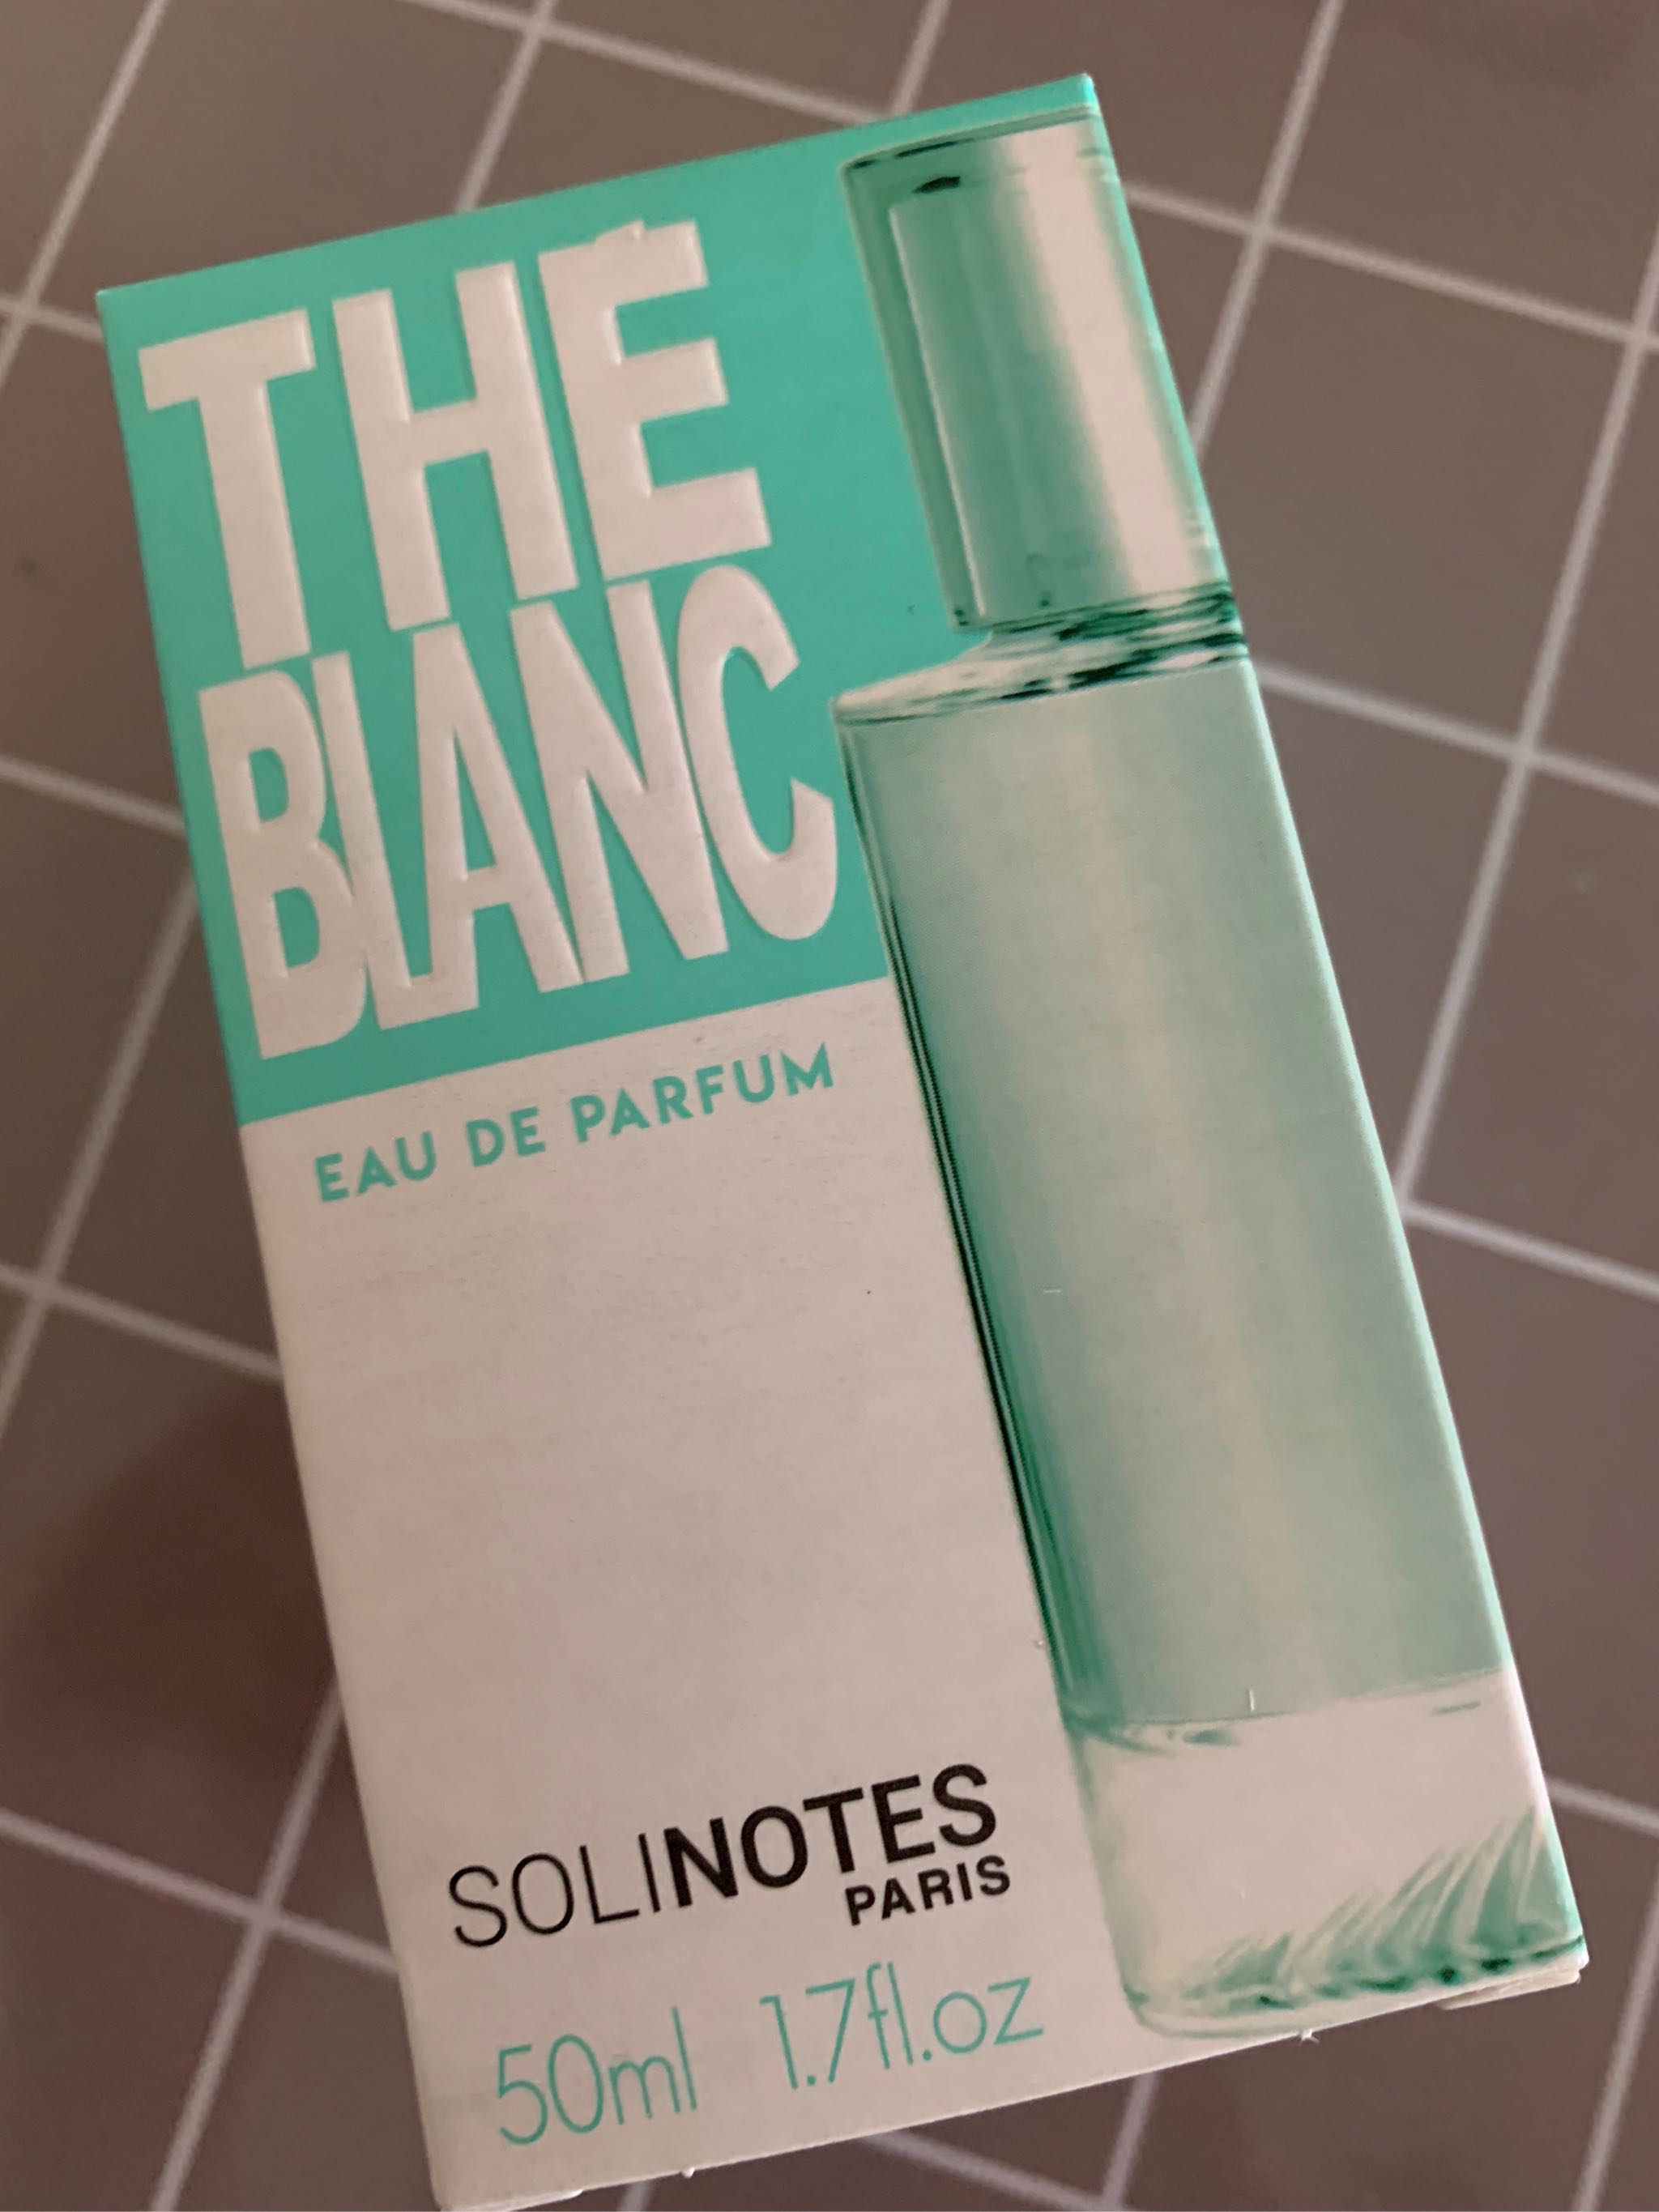 THÉ
BLANC
EAU DE PARFUM
SOLINOTES
PARIS
50ml 1.7fl.oz